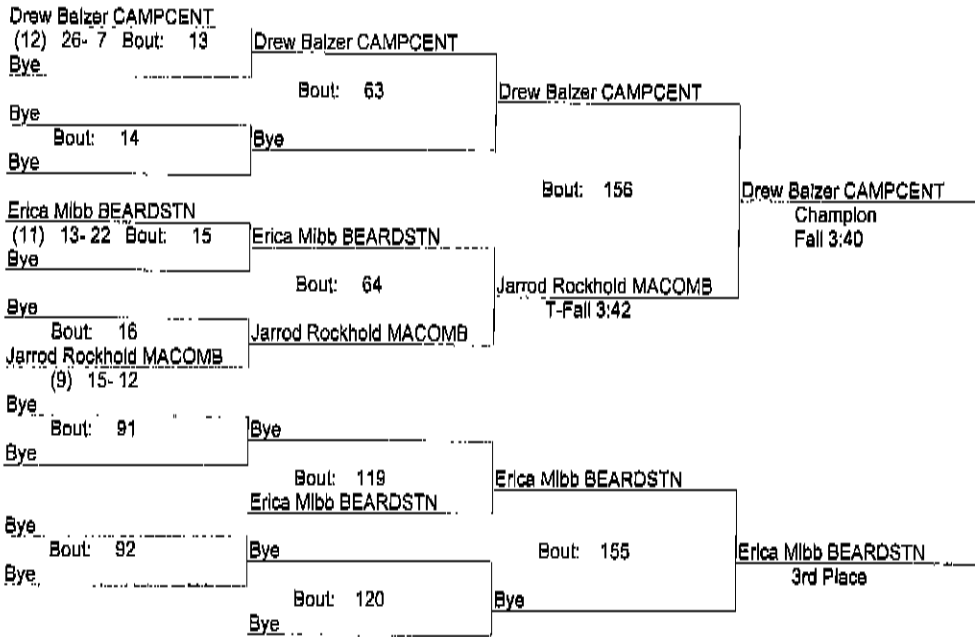 Drew Balzer CAMPCENT
(12) 26- 7 Bout: 13
Bye
Drew Balzer CAMPCENT
Bout: 63
Bye
Bout: 14
Bye
Bye
Drew Balzer CAMPCENT
Bout: 156
Erica Mibb BEARDSTN
(11) 13- 22 Bout: 15
Bye
Erica Mibb BEARDSTN
Bout: 64
Bye
Bout: 16
Jarrod Rockhold MACOMB
(9) 15- 12
Jarrod Rockhold MACOMB
Jarrod Rockhold MACOMB
T-Fall 3:42
Drew Balzer CAMPCENT
Champion
Fall 3:40
Bye
Bout: 91
Bye
Bye
Bout: 119
Erica Mibb BEARDSTN
Erica Mibb BEARDSTN
Bout: 155
Bye
Bout: 92
Bye
Bye
Bout: 120
Bye
Bye
Erica Mibb BEARDSTN
3rd Place